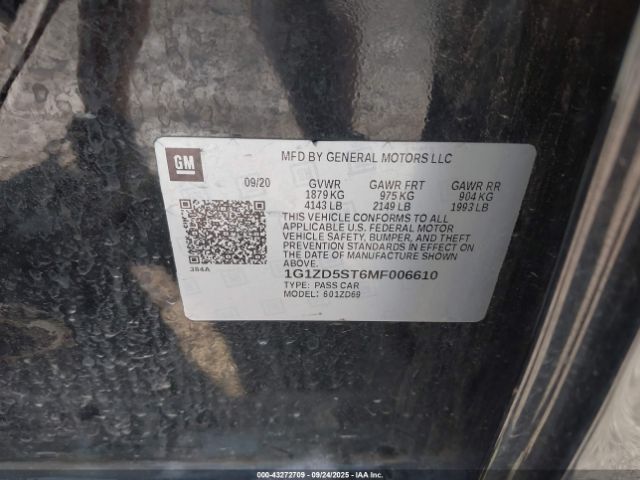 GM
MFD BY GENERAL MOTORS LLC
09/20 GVWR GAWR FRT GAWR RR
1879 KG 975 KG 904 KG
4143 LB 2149 LB 1993 LB
THIS VEHICLE CONFORMS TO ALL
APPLICABLE U.S. FEDERAL MOTOR
VEHICLE SAFETY, BUMPER, AND THEFT
PREVENTION STANDARDS IN EFFECT ON
THE DATE OF MANUFACTURE SHOWN
ABOVE.
384A
1G1ZD5ST6MF006610
TYPE: PASS CAR
MODEL: 601ZD69
000-43272709 - 09/24/2025 - IAAI Inc.